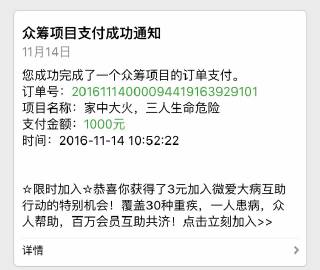 众筹项目支付成功通知
11月14日
您成功完成了一个众筹项目的订单支付。
订单号：20161114000094419163929101
项目名称：家中大火，三人生命危险
支付金额：1000元
时间：2016-11-14 10:52:22
☆限时加入☆恭喜你获得了3元加入微爱大病互助
行动的特别机会！覆盖30种重疾，一人患病，众
人帮助，百万会员互助共济！点击立刻加入>>
详情